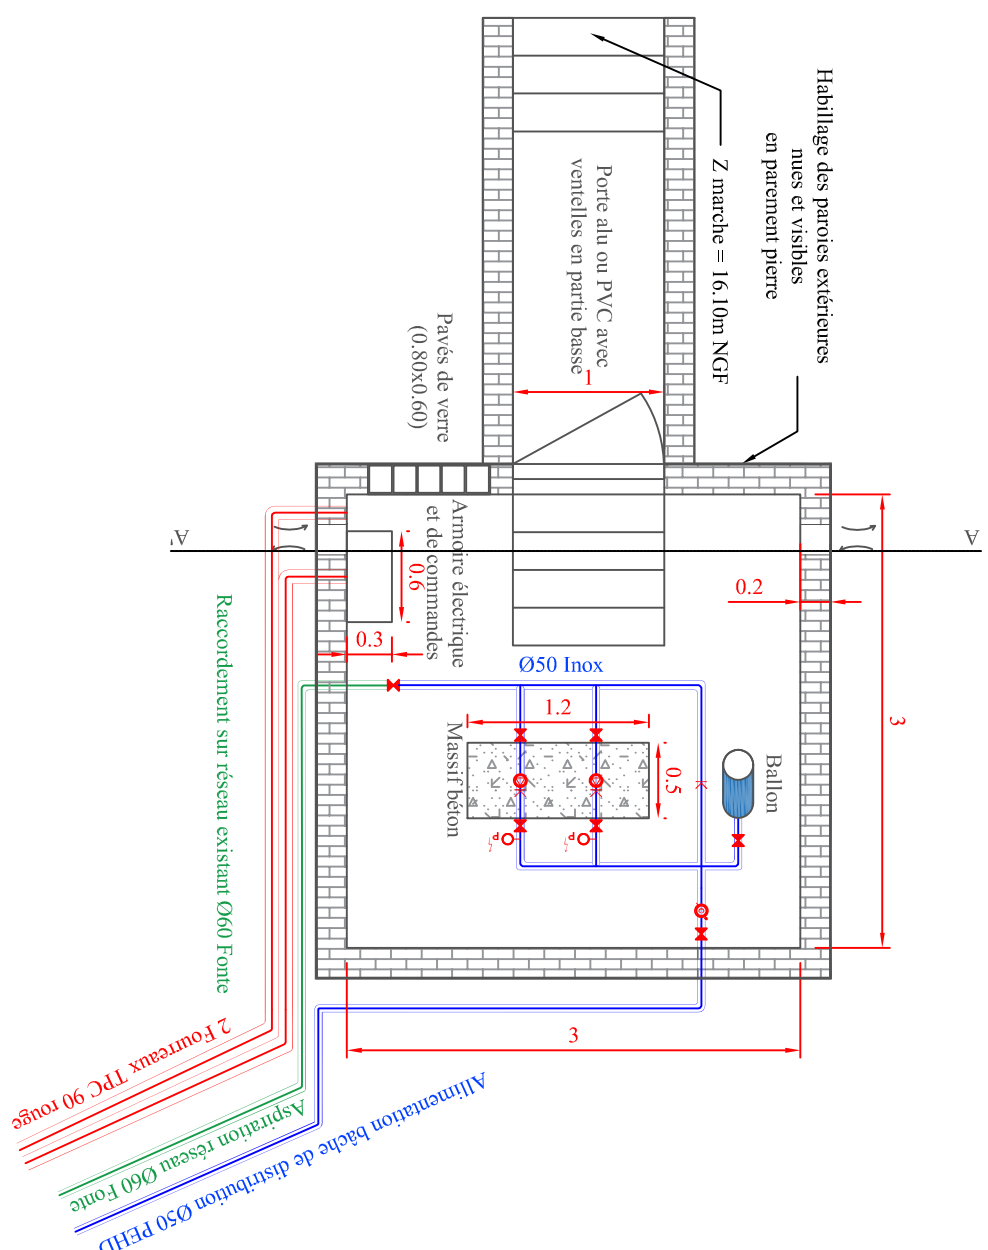 Habillage des paroies extérieures
nues et visibles
en parement pierre
Z marche = 16.10m NGF
Porte alu ou PVC avec
ventelles en partie basse
1
Pavés de verre
(0.80x0.60)
A
A
Armoire électrique
et de commandes
0.6
0.3
0.2
3
Ø50 Inox
1.2
0.5
Massif béton
Ballon
P
P
3
Raccordement sur réseau existant Ø60 Fonte
2 Fourreaux TPC 90 rouge
Aspiration réseau Ø60 Fonte
Allimentation bâche de distribution Ø50 PEHD